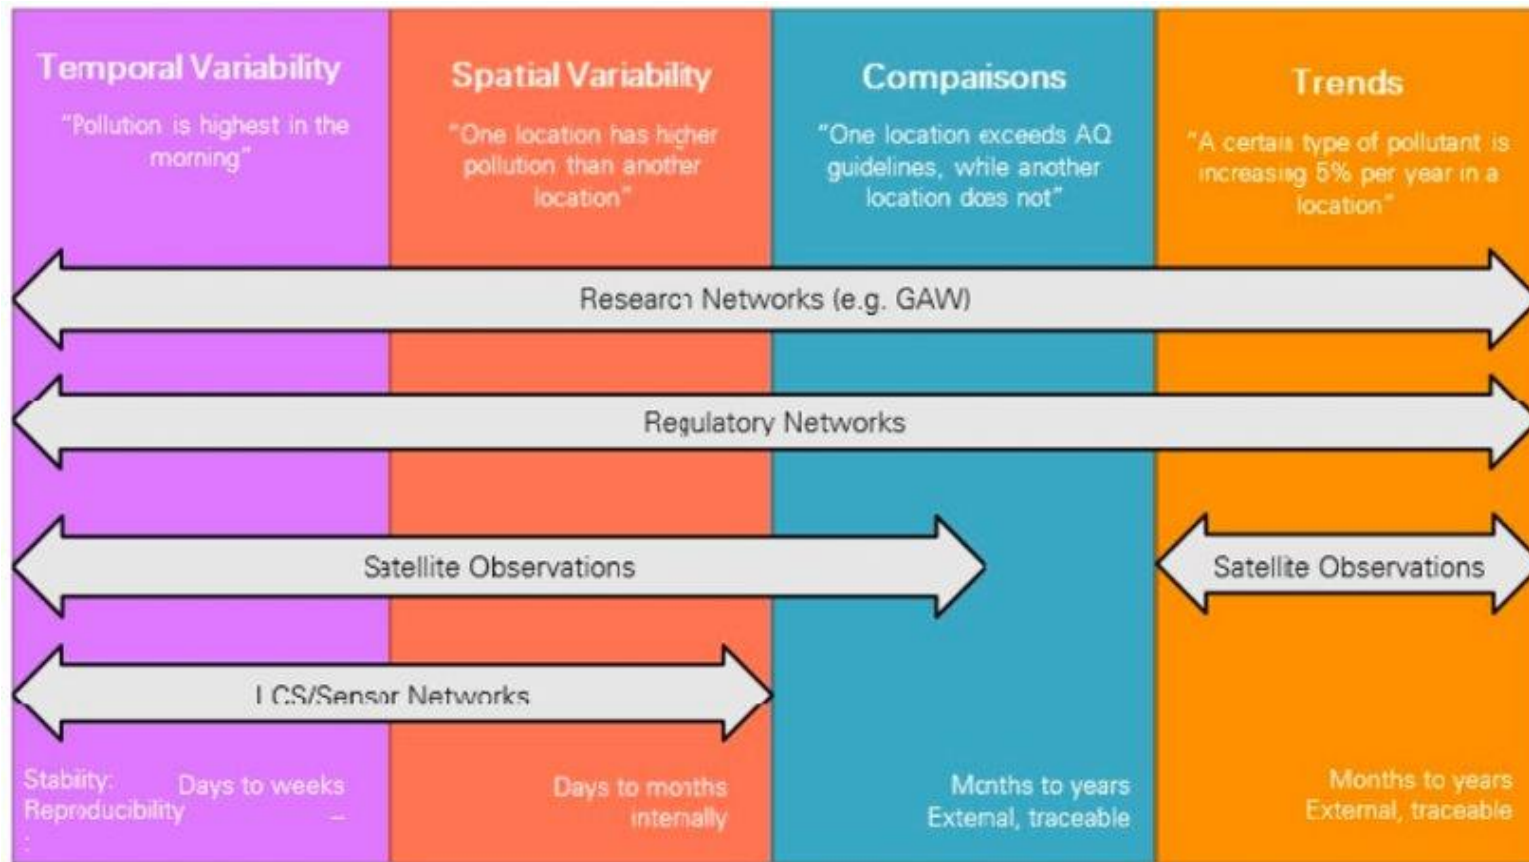 Temporal Variability
"Pollution is highest in the
morning"
Spatial Variability
"One location has higher
pollution than another
location"
Comparisons
"One location exceeds AQ
guidelines, while another
location does not"
Trends
"A certain type of pollutant is
increasing 5% per year in a
location"
Research Networks (e.g. GAW)
Regulatory Networks
Satellite Observations
Satellite Observations
LCS/Sensor Networks
Stability:
Reproducibility
:
Days to weeks
–
Days to months
internally
Months to years
External, traceable
Months to years
External, traceable